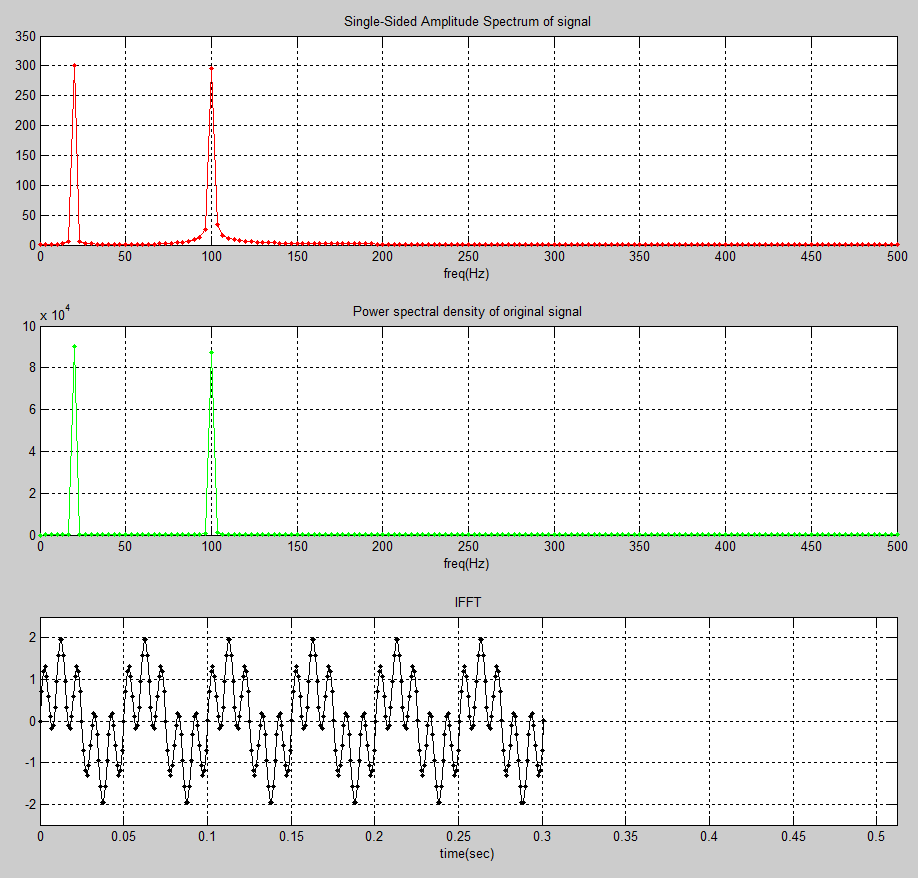 Single-Sided Amplitude Spectrum of signal
350
300
250
200
150
100
50
0
0 50 100 150 200 250 300 350 400 450 500
freq(Hz)
Power spectral density of original signal
x 10^4
10
8
6
4
2
0
0 50 100 150 200 250 300 350 400 450 500
freq(Hz)
IFFT
2
1
0
-1
-2
0 0.05 0.1 0.15 0.2 0.25 0.3 0.35 0.4 0.45 0.5
time(sec)